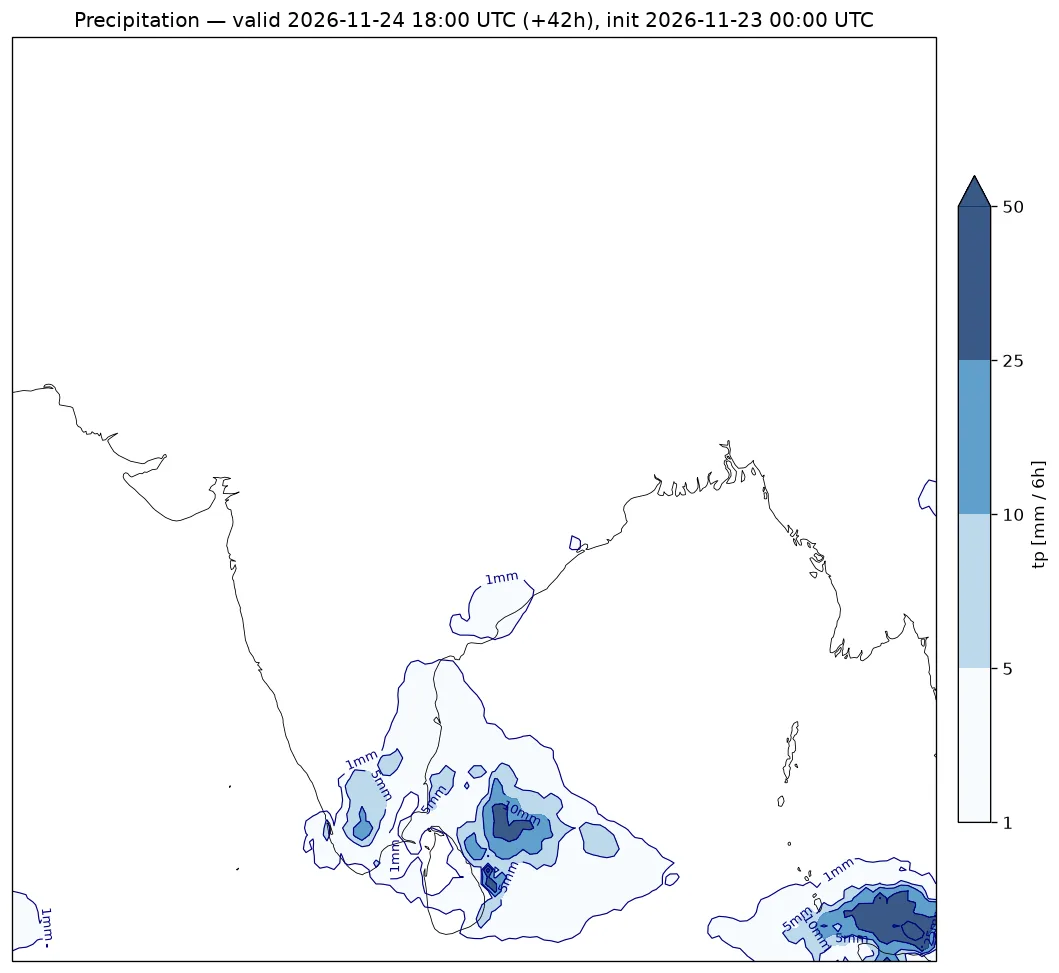 Precipitation — valid 2026-11-24 18:00 UTC (+42h), init 2026-11-23 00:00 UTC
50
25
10
5
1
tp [mm / 6h]
1mm
1mm
5mm
5mm
10mm
1mm
5mm
1mm
1mm
5mm
10mm
5mm